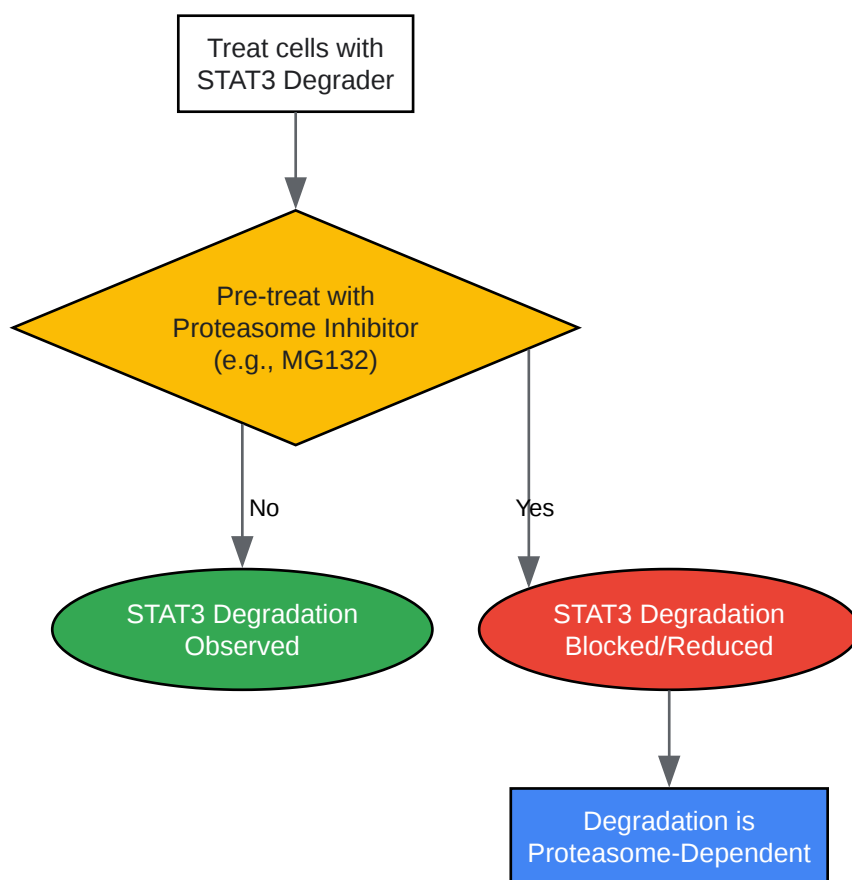 Treat cells with
STAT3 Degrader
Pre-treat with
Proteasome Inhibitor
(e.g., MG132)
No
Yes
STAT3 Degradation
Observed
STAT3 Degradation
Blocked/Reduced
Degradation is
Proteasome-Dependent